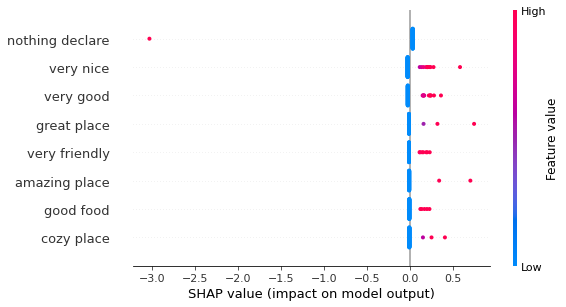 High
nothing declare
very nice
very good
great place
very friendly
amazing place
good food
cozy place
Feature value
Low
−3.0 −2.5 −2.0 −1.5 −1.0 −0.5 0.0 0.5
SHAP value (impact on model output)